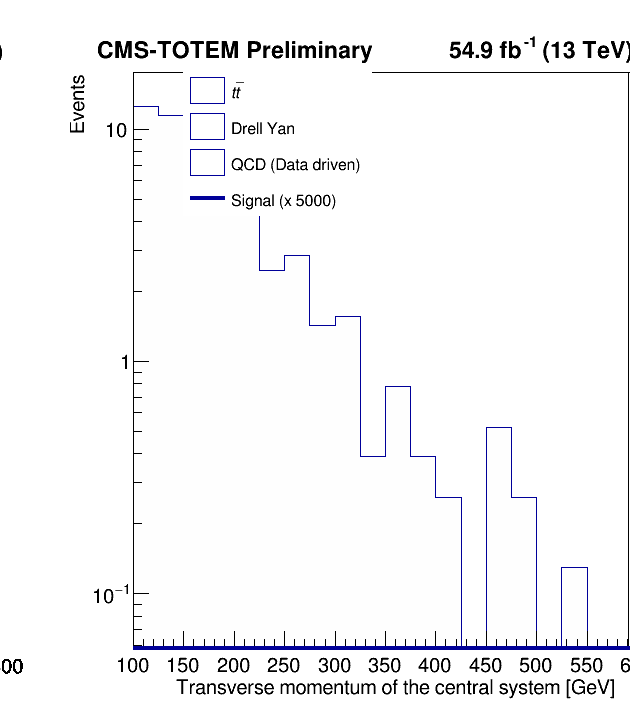 )
CMS-TOTEM Preliminary 54.9 fb⁻¹ (13 TeV)
Events
tt̅
Drell Yan
QCD (Data driven)
Signal (x 5000)
10
1
10⁻¹
00
100 150 200 250 300 350 400 450 500 550 6
Transverse momentum of the central system [GeV]